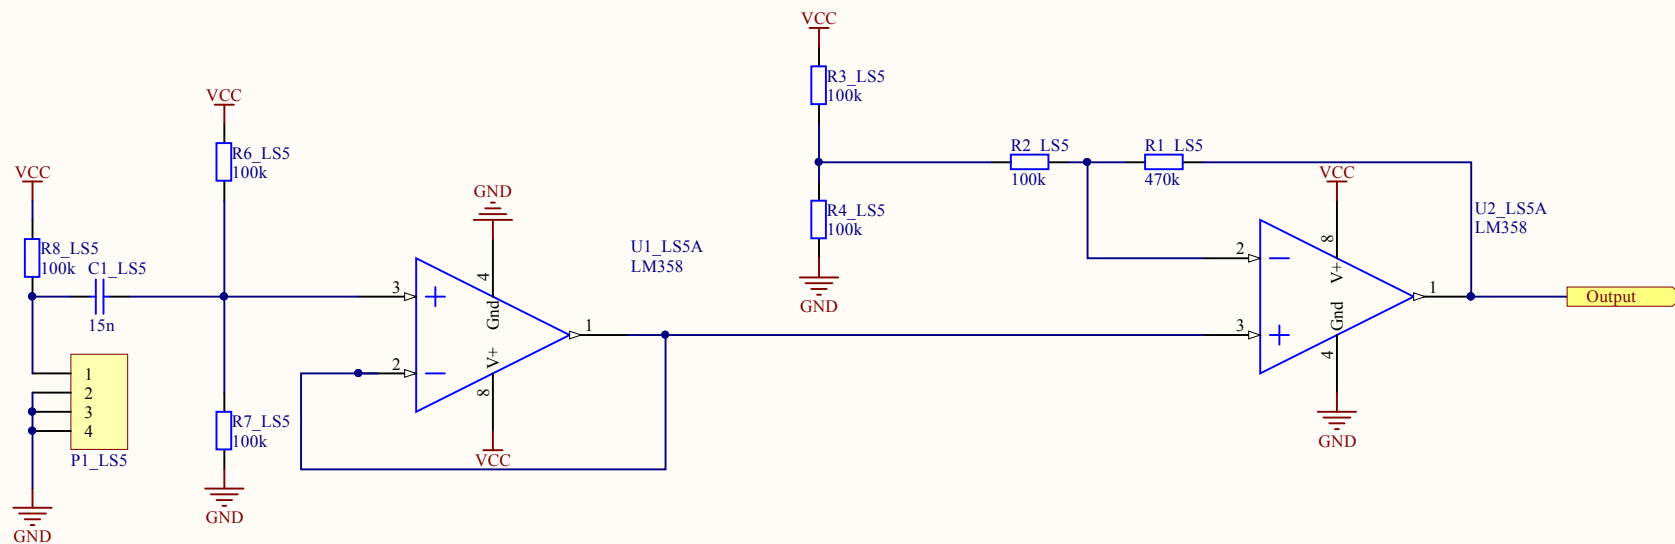 VCC
R8_LS5
100k
C1_LS5
15n
1
2
3
4
P1_LS5
GND
VCC
R6_LS5
100k
R7_LS5
100k
GND
GND
4
Gnd
3
2
1
V+
8
VCC
U1_LS5A
LM358
VCC
R3_LS5
100k
R4_LS5
100k
GND
R2_LS5
100k
R1_LS5
470k
VCC
8
V+
2
3
1
Gnd
4
GND
U2_LS5A
LM358
Output